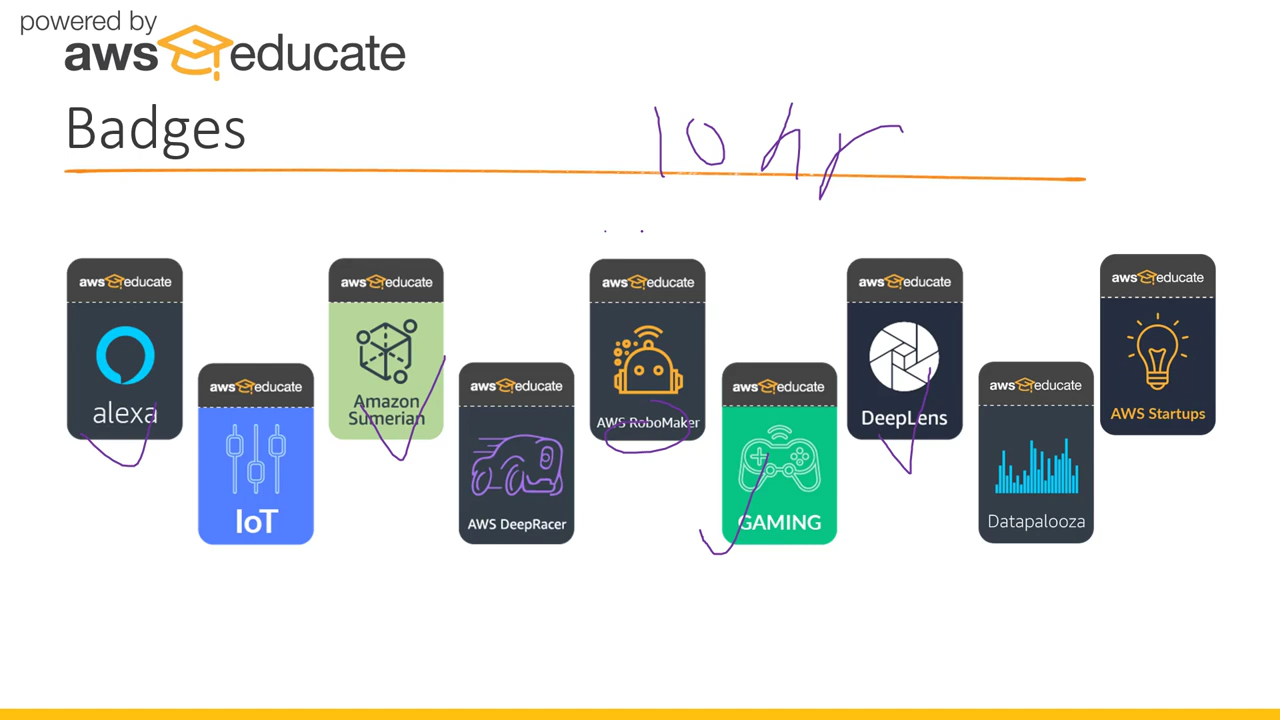 powered by
aws educate
Badges
10 hr
aws educate
alexa
aws educate
IoT
aws educate
Amazon
Sumerian
aws educate
AWS DeepRacer
aws educate
AWS RoboMaker
aws educate
GAMING
aws educate
DeepLens
aws educate
Datapalooza
aws educate
AWS Startups